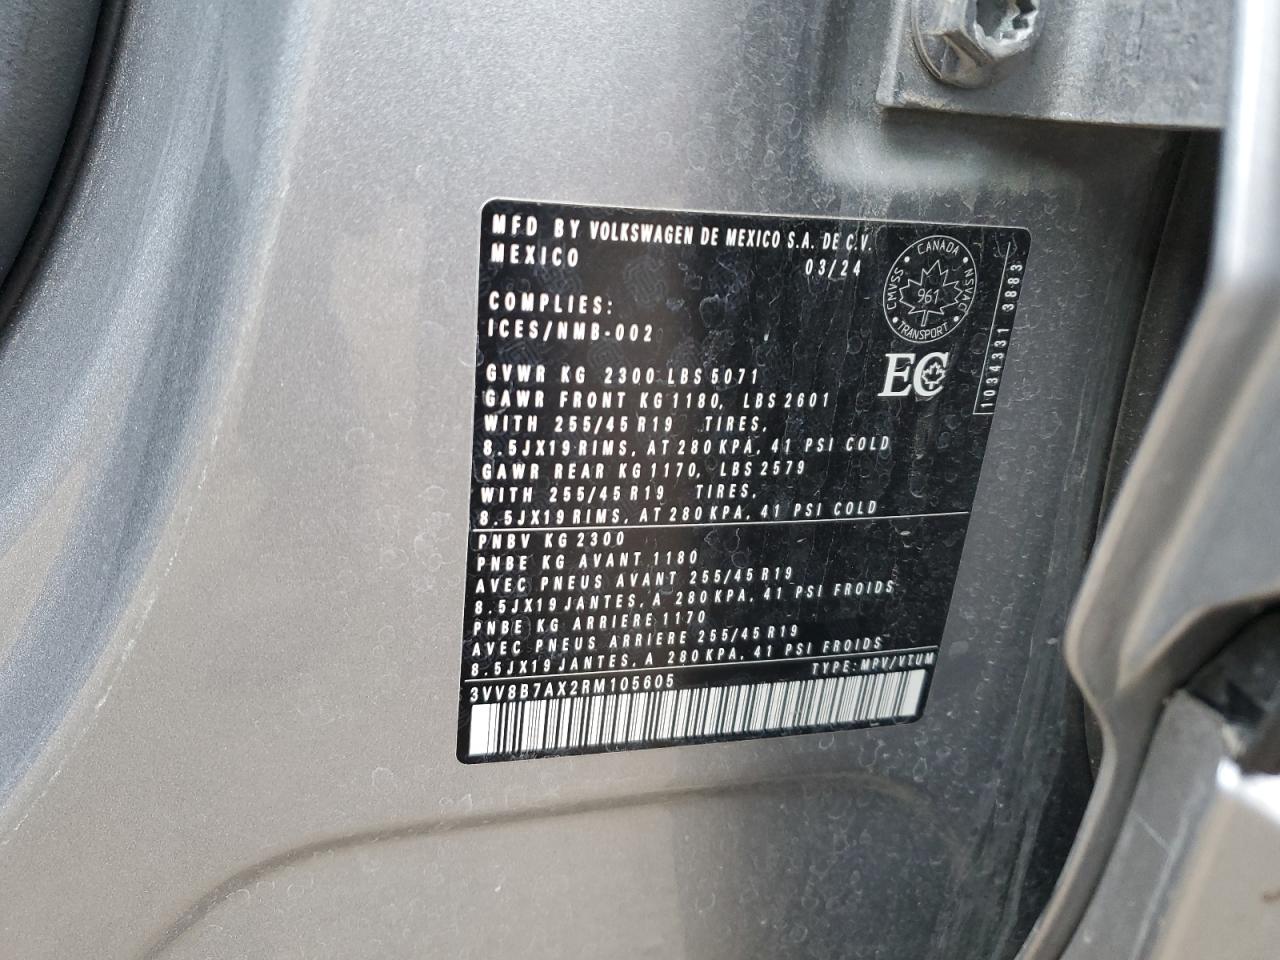 MFD BY VOLKSWAGEN DE MEXICO S.A. DE C.V.
MEXICO 03/24
CANADA
CMVSS 961 NSVAC
TRANSPORT
COMPLIES:
ICES/NMB-002
EC
1034331 3883
GVWR KG 2300 LBS 5071
GAWR FRONT KG 1180, LBS 2601
WITH 255/45 R19 TIRES,
8.5JX19 RIMS, AT 280 KPA, 41 PSI COLD
GAWR REAR KG 1170, LBS 2579
WITH 255/45 R19 TIRES,
8.5JX19 RIMS, AT 280 KPA, 41 PSI COLD
PNBV KG 2300
PNBE KG AVANT 1180
AVEC PNEUS AVANT 255/45 R19
8.5JX19 JANTES, A 280 KPA, 41 PSI FROIDS
PNBE KG ARRIERE 1170
AVEC PNEUS ARRIERE 255/45 R19
8.5JX19 JANTES, A 280 KPA, 41 PSI FROIDS
3VV8B7AX2RM105605 TYPE: MPV/VTUM